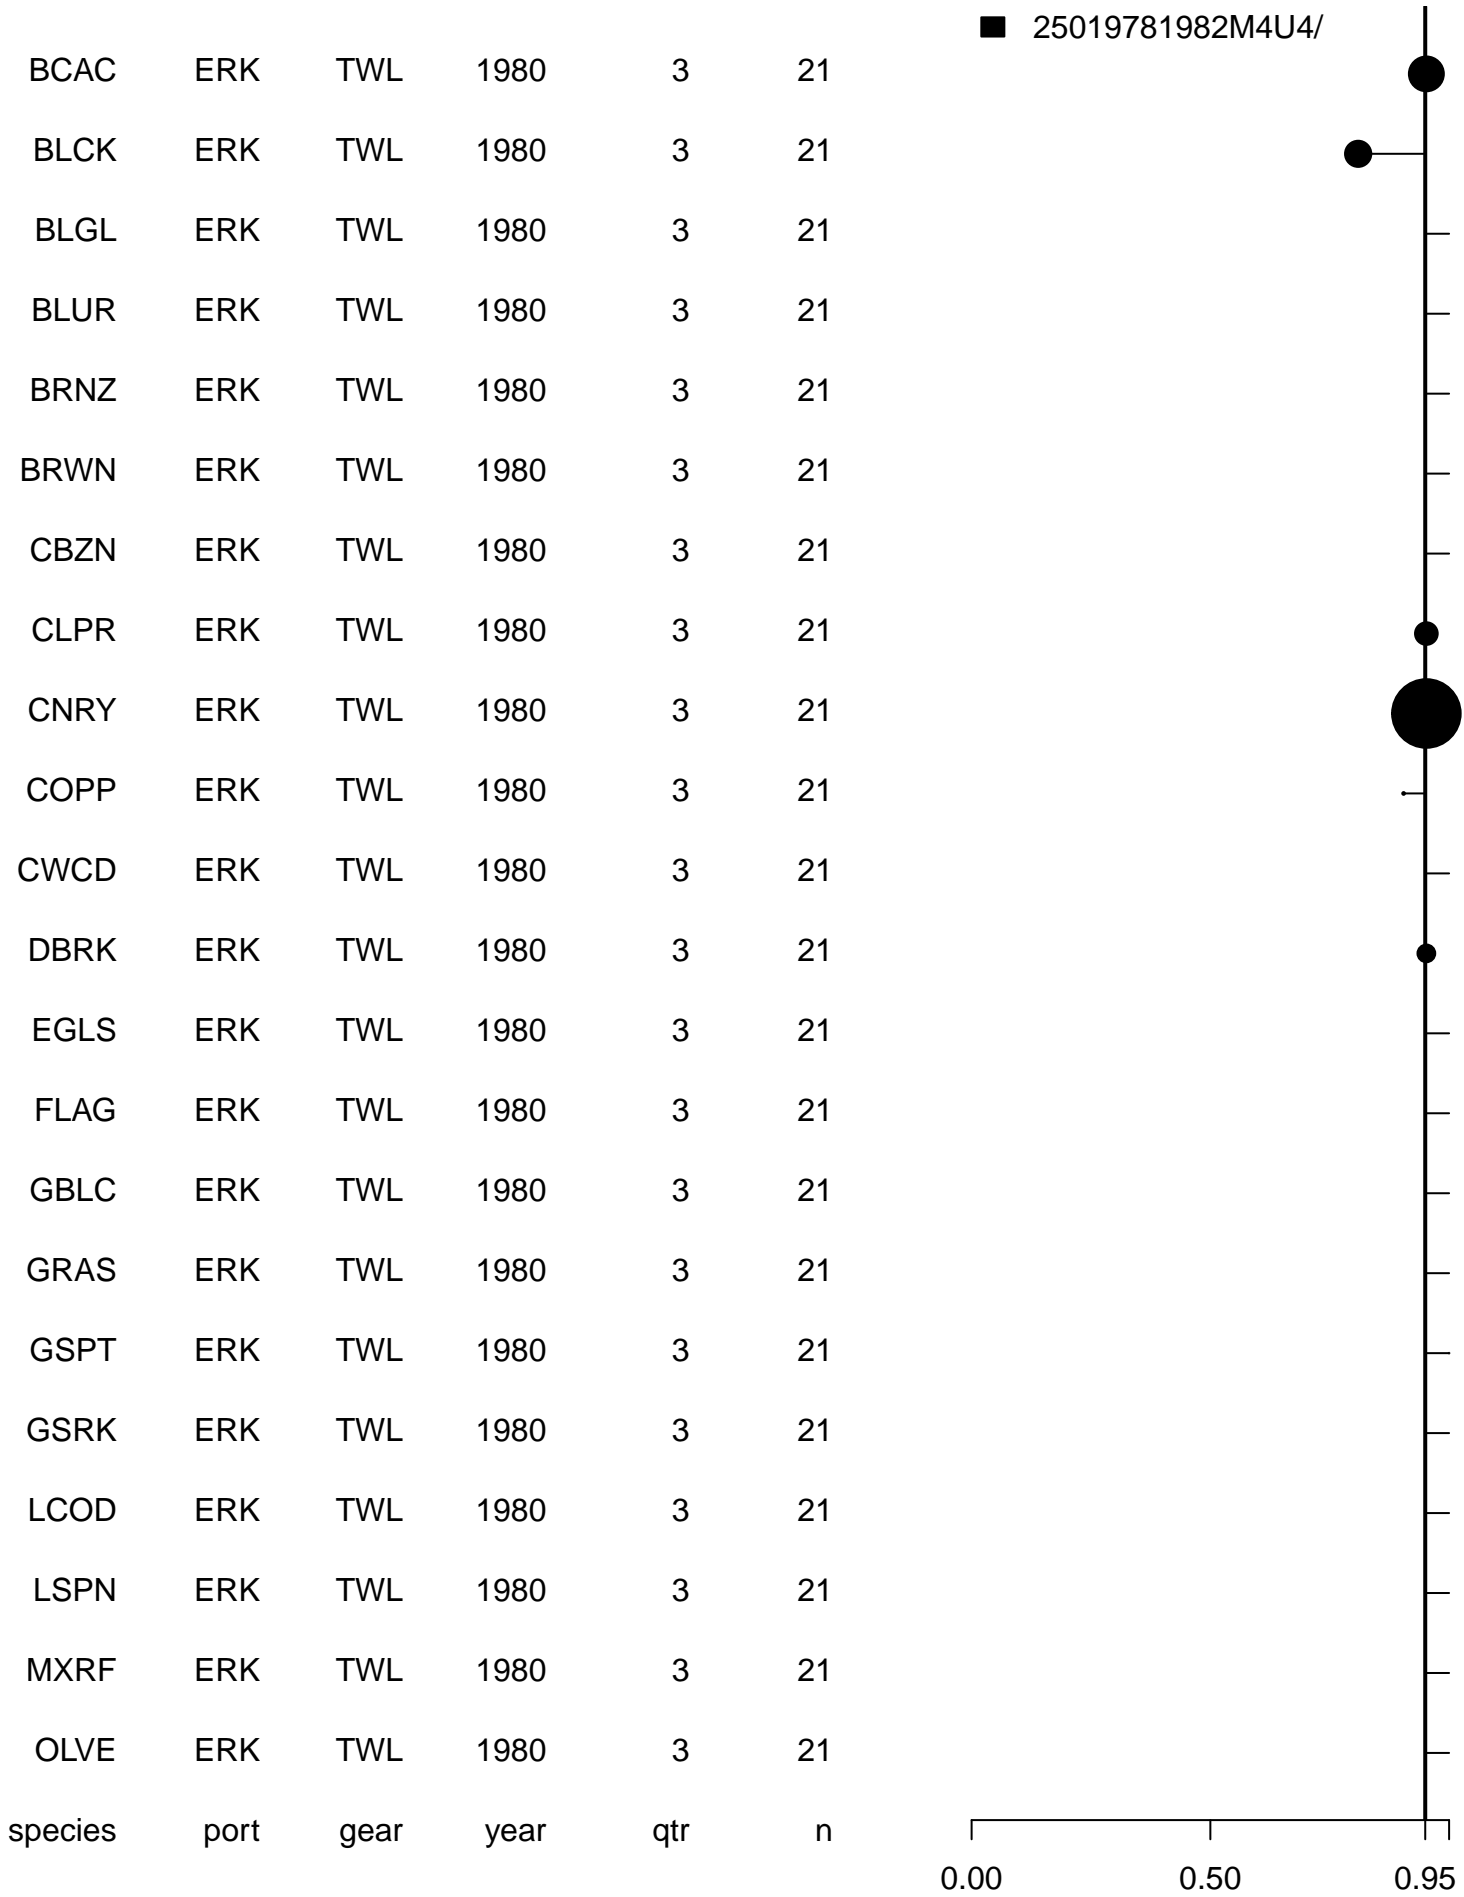 25019781982M4U4/
BCAC ERK TWL 1980 3 21
BLCK ERK TWL 1980 3 21
BLGL ERK TWL 1980 3 21
BLUR ERK TWL 1980 3 21
BRNZ ERK TWL 1980 3 21
BRWN ERK TWL 1980 3 21
CBZN ERK TWL 1980 3 21
CLPR ERK TWL 1980 3 21
CNRY ERK TWL 1980 3 21
COPP ERK TWL 1980 3 21
CWCD ERK TWL 1980 3 21
DBRK ERK TWL 1980 3 21
EGLS ERK TWL 1980 3 21
FLAG ERK TWL 1980 3 21
GBLC ERK TWL 1980 3 21
GRAS ERK TWL 1980 3 21
GSPT ERK TWL 1980 3 21
GSRK ERK TWL 1980 3 21
LCOD ERK TWL 1980 3 21
LSPN ERK TWL 1980 3 21
MXRF ERK TWL 1980 3 21
OLVE ERK TWL 1980 3 21
species port gear year qtr n
0.00 0.50 0.95